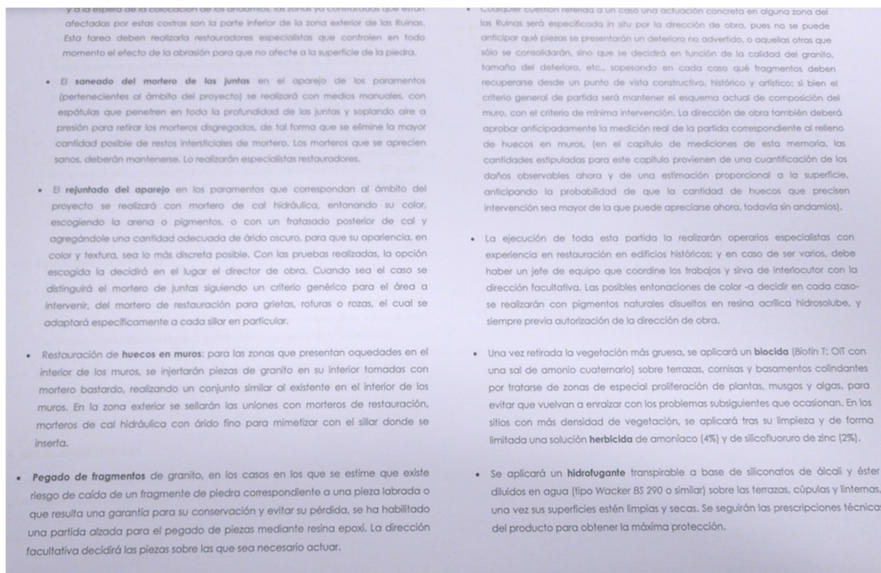 y a la espera de la colocación de los andamios, las zonas ya consideradas que están
afectadas por estas costras son la parte inferior de la zona exterior de las Ruinas.
Esta tarea deben realizarla restauradores especialistas que controlen en todo
momento el efecto de la abrasión para que no afecte a la superficie de la piedra.
• El saneado del mortero de las juntas en el aparejo de los paramentos
(pertenecientes al ámbito del proyecto) se realizará con medios manuales, con
espátulas que penetren en toda la profundidad de las juntas y soplando aire a
presión para retirar los morteros disgregados, de tal forma que se elimine la mayor
cantidad posible de restos intersticiales de mortero. Los morteros que se aprecien
sanos, deberán mantenerse. Lo realizarán especialistas restauradores.
• El rejuntado del aparejo en los paramentos que correspondan al ámbito del
proyecto se realizará con mortero de cal hidráulica, entonando su color,
escogiendo la arena o pigmentos, o con un fratasado posterior de cal y
agregándole una cantidad adecuada de árido oscuro, para que su apariencia, en
color y textura, sea lo más discreta posible. Con las pruebas realizadas, la opción
escogida la decidirá en el lugar el director de obra. Cuando sea el caso se
distinguirá el mortero de juntas siguiendo un criterio genérico para el área a
intervenir, del mortero de restauración para grietas, roturas o rozas, el cual se
adaptará específicamente a cada sillar en particular.
• Restauración de huecos en muros: para las zonas que presentan oquedades en el
interior de los muros, se injertarán piezas de granito en su interior tomadas con
mortero bastardo, realizando un conjunto similar al existente en el interior de los
muros. En la zona exterior se sellarán las uniones con morteros de restauración,
morteros de cal hidráulica con árido fino para mimetizar con el sillar donde se
inserta.
• Pegado de fragmentos de granito, en los casos en los que se estime que existe
riesgo de caída de un fragmente de piedra correspondiente a una pieza labrada o
que resulta una garantía para su conservación y evitar su pérdida, se ha habilitado
una partida alzada para el pegado de piezas mediante resina epoxi. La dirección
facultativa decidirá las piezas sobre las que sea necesario actuar.
• Cualquier cuestión referida a un caso una actuación concreta en alguna zona del
las Ruinas será especificada in situ por la dirección de obra, pues no se puede
anticipar qué piezas se presentarán un deterioro no advertido, o aquellas otras que
sólo se consolidarán, sino que se decidirá en función de la calidad del granito,
tamaño del deterioro, etc., sopesando en cada caso qué fragmentos deben
recuperarse desde un punto de vista constructivo, histórico y artístico; si bien el
criterio general de partida será mantener el esquema actual de composición del
muro, con el criterio de mínima intervención. La dirección de obra también deberá
aprobar anticipadamente la medición real de la partida correspondiente al relleno
de huecos en muros, (en el capítulo de mediciones de esta memoria, las
cantidades estipuladas para este capítulo provienen de una cuantificación de los
daños observables ahora y de una estimación proporcional a la superficie,
anticipando la probabilidad de que la cantidad de huecos que precisen
intervención sea mayor de la que puede apreciarse ahora, todavía sin andamios).
• La ejecución de toda esta partida la realizarán operarios especialistas con
experiencia en restauración en edificios históricos; y en caso de ser varios, debe
haber un jefe de equipo que coordine los trabajos y sirva de interlocutor con la
dirección facultativa. Las posibles entonaciones de color -a decidir en cada caso-
se realizarán con pigmentos naturales disueltos en resina acrílica hidrosoluble, y
siempre previa autorización de la dirección de obra.
• Una vez retirada la vegetación más gruesa, se aplicará un biocida (Biotin T: OIT con
una sal de amonio cuaternario) sobre terrazas, cornisas y basamentos colindantes
por tratarse de zonas de especial proliferación de plantas, musgos y algas, para
evitar que vuelvan a enraizar con los problemas subsiguientes que ocasionan. En los
sitios con más densidad de vegetación, se aplicará tras su limpieza y de forma
limitada una solución herbicida de amoníaco (4%) y de silicofluoruro de zinc (2%).
• Se aplicará un hidrofugante transpirable a base de siliconatos de álcali y éster
diluidos en agua (tipo Wacker BS 290 o similar) sobre las terrazas, cúpulas y linternas,
una vez sus superficies estén limpias y secas. Se seguirán las prescripciones técnicas
del producto para obtener la máxima protección.